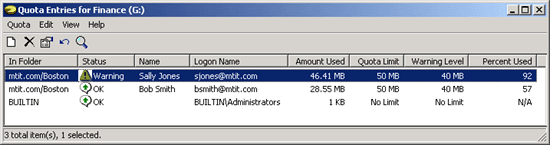 Quota Entries for Finance (G:)
Quota Edit View Help
In Folder Status Name Logon Name Amount Used Quota Limit Warning Level Percent Used
mtit.com/Boston Warning Sally Jones sjones@mtit.com 46.41 MB 50 MB 40 MB 92
mtit.com/Boston OK Bob Smith bsmith@mtit.com 28.55 MB 50 MB 40 MB 57
BUILTIN OK BUILTIN\Administrators 1 KB No Limit No Limit N/A
3 total item(s), 1 selected.